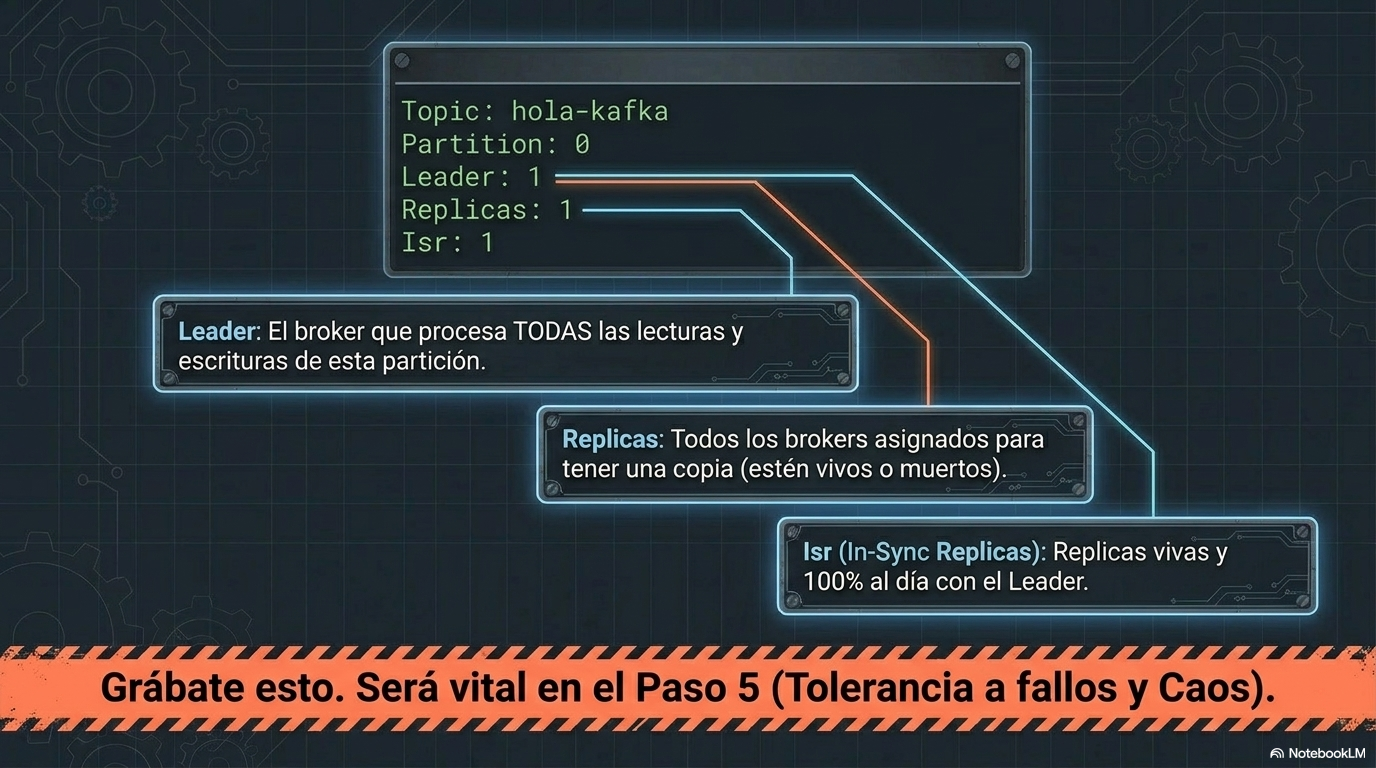 Topic: hola-kafka
Partition: 0
Leader: 1
Replicas: 1
Isr: 1
Leader: El broker que procesa TODAS las lecturas y
escrituras de esta partición.
Replicas: Todos los brokers asignados para
tener una copia (estén vivos o muertos).
Isr (In-Sync Replicas): Replicas vivas y
100% al día con el Leader.
Grábate esto. Será vital en el Paso 5 (Tolerancia a fallos y Caos).
NotebookLM